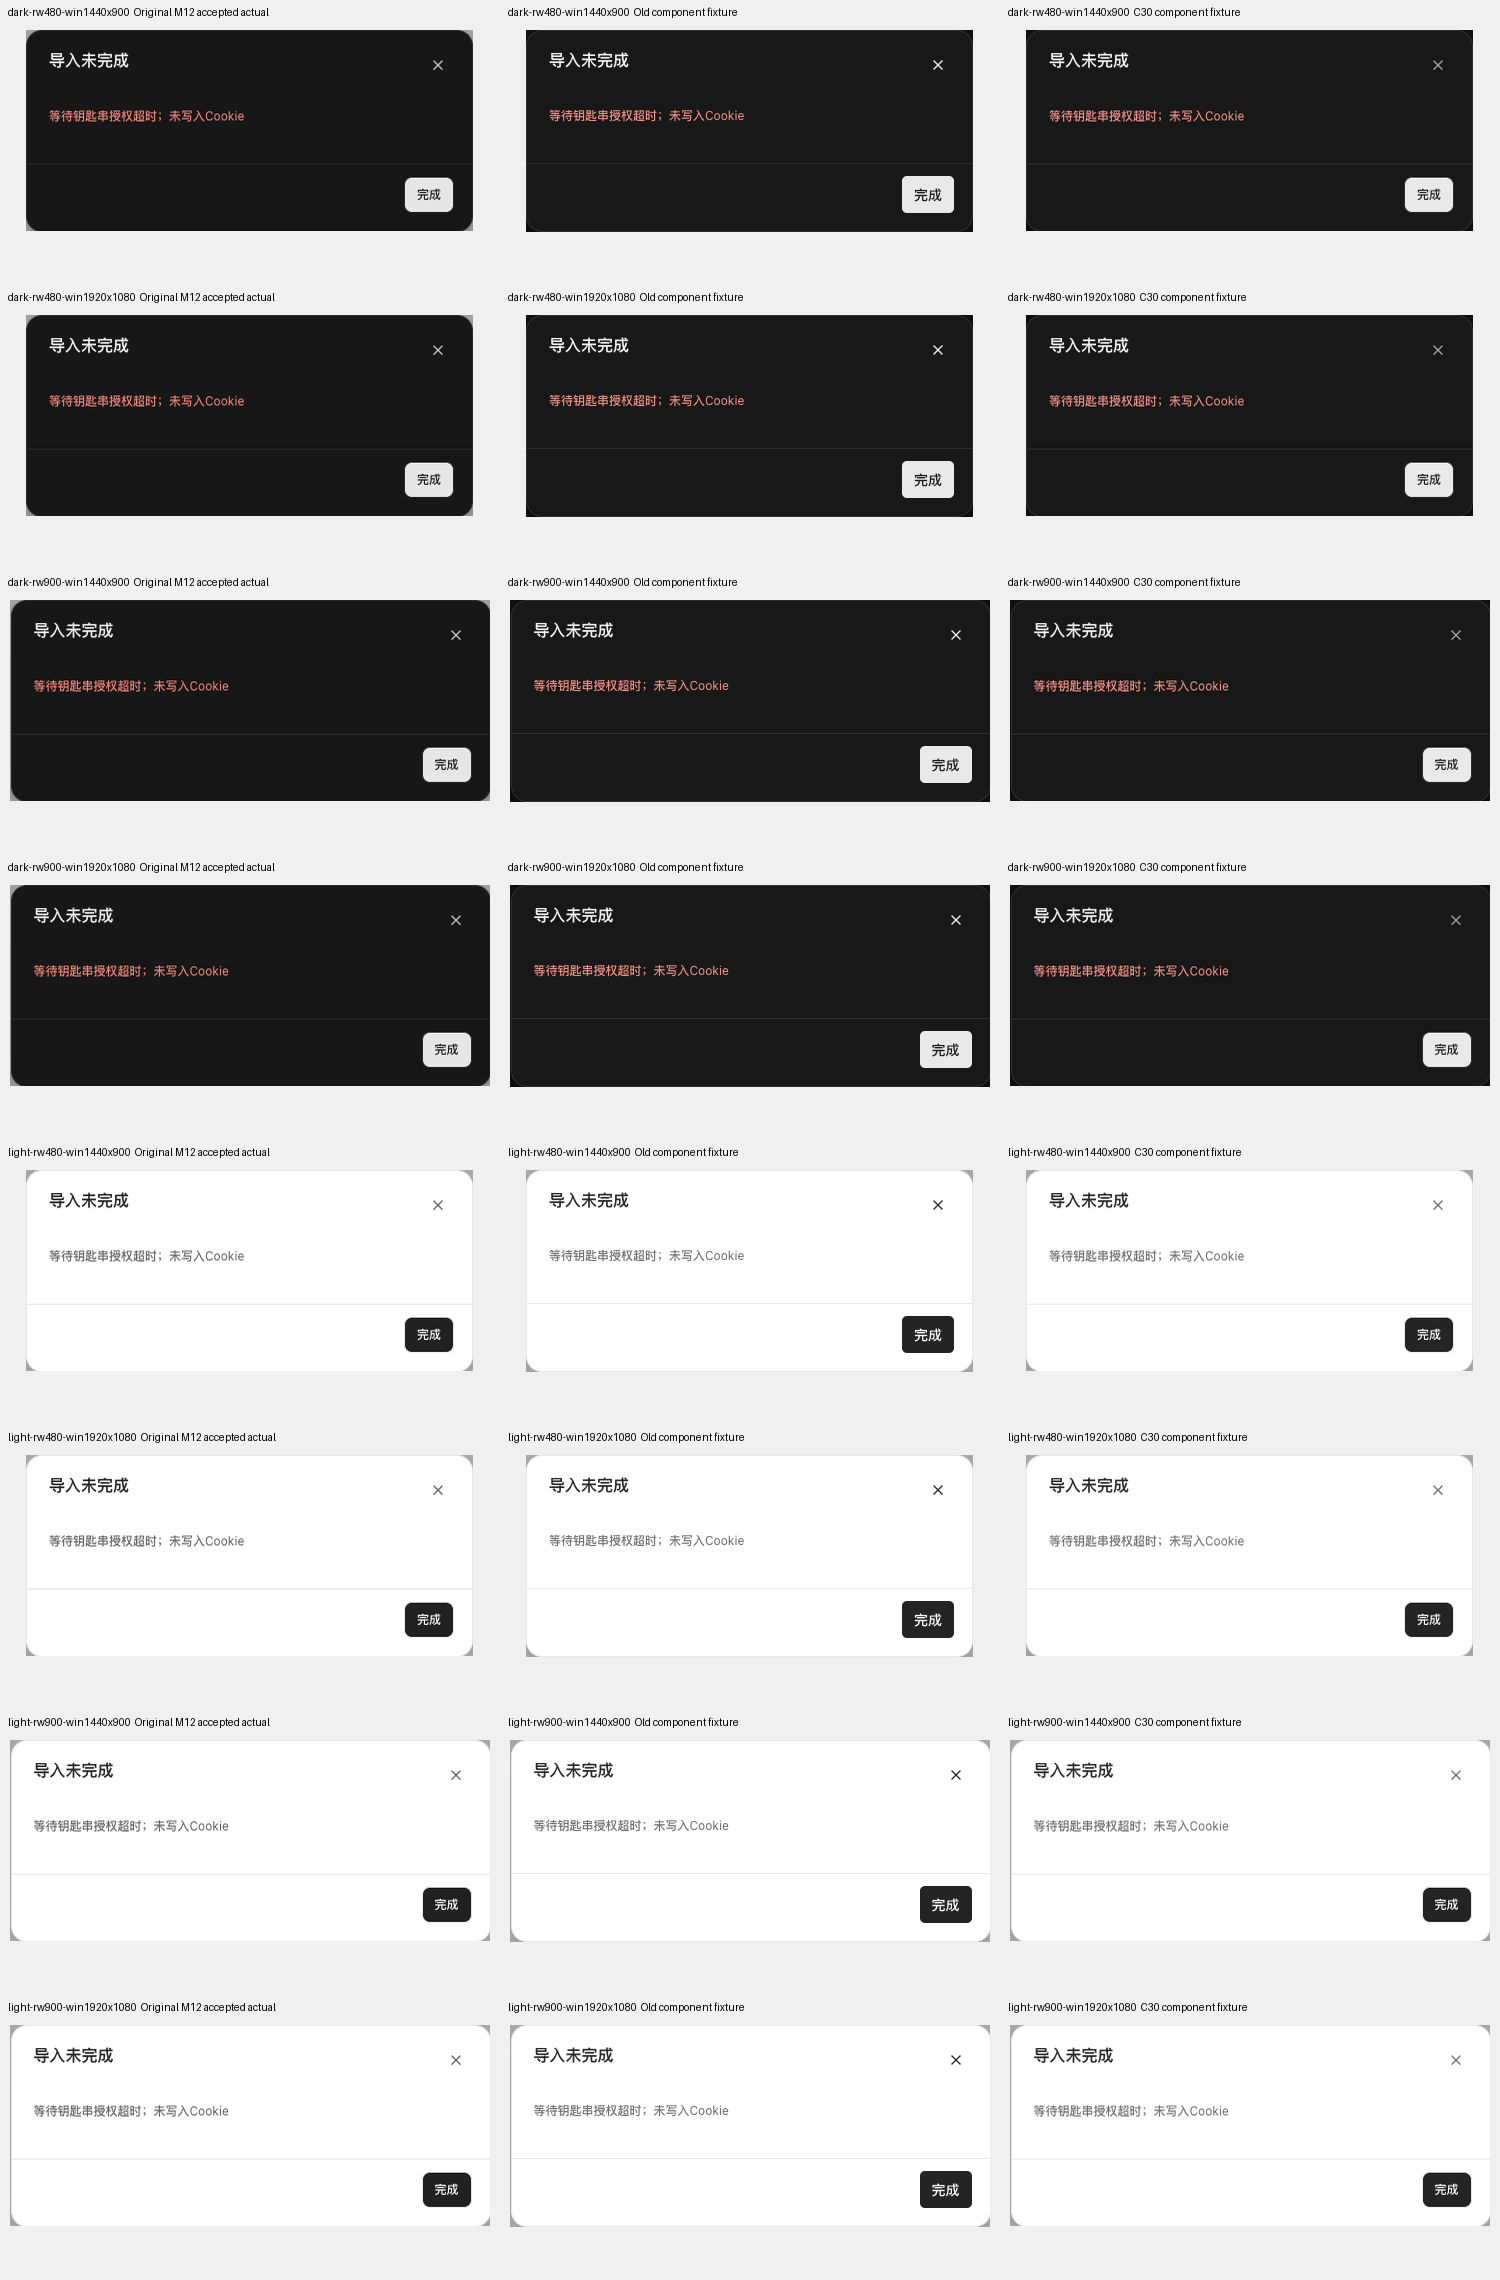 dark-rw480-win1440x900 Original M12 accepted actual
dark-rw480-win1440x900 Old component fixture
dark-rw480-win1440x900 C30 component fixture
导入未完成
导入未完成
导入未完成
等待钥匙串授权超时；未写入Cookie
等待钥匙串授权超时；未写入Cookie
等待钥匙串授权超时；未写入Cookie
完成
完成
完成
dark-rw480-win1920x1080 Original M12 accepted actual
dark-rw480-win1920x1080 Old component fixture
dark-rw480-win1920x1080 C30 component fixture
导入未完成
导入未完成
导入未完成
等待钥匙串授权超时；未写入Cookie
等待钥匙串授权超时；未写入Cookie
等待钥匙串授权超时；未写入Cookie
完成
完成
完成
dark-rw900-win1440x900 Original M12 accepted actual
dark-rw900-win1440x900 Old component fixture
dark-rw900-win1440x900 C30 component fixture
导入未完成
导入未完成
导入未完成
等待钥匙串授权超时；未写入Cookie
等待钥匙串授权超时；未写入Cookie
等待钥匙串授权超时；未写入Cookie
完成
完成
完成
dark-rw900-win1920x1080 Original M12 accepted actual
dark-rw900-win1920x1080 Old component fixture
dark-rw900-win1920x1080 C30 component fixture
导入未完成
导入未完成
导入未完成
等待钥匙串授权超时；未写入Cookie
等待钥匙串授权超时；未写入Cookie
等待钥匙串授权超时；未写入Cookie
完成
完成
完成
light-rw480-win1440x900 Original M12 accepted actual
light-rw480-win1440x900 Old component fixture
light-rw480-win1440x900 C30 component fixture
导入未完成
导入未完成
导入未完成
等待钥匙串授权超时；未写入Cookie
等待钥匙串授权超时；未写入Cookie
等待钥匙串授权超时；未写入Cookie
完成
完成
完成
light-rw480-win1920x1080 Original M12 accepted actual
light-rw480-win1920x1080 Old component fixture
light-rw480-win1920x1080 C30 component fixture
导入未完成
导入未完成
导入未完成
等待钥匙串授权超时；未写入Cookie
等待钥匙串授权超时；未写入Cookie
等待钥匙串授权超时；未写入Cookie
完成
完成
完成
light-rw900-win1440x900 Original M12 accepted actual
light-rw900-win1440x900 Old component fixture
light-rw900-win1440x900 C30 component fixture
导入未完成
导入未完成
导入未完成
等待钥匙串授权超时；未写入Cookie
等待钥匙串授权超时；未写入Cookie
等待钥匙串授权超时；未写入Cookie
完成
完成
完成
light-rw900-win1920x1080 Original M12 accepted actual
light-rw900-win1920x1080 Old component fixture
light-rw900-win1920x1080 C30 component fixture
导入未完成
导入未完成
导入未完成
等待钥匙串授权超时；未写入Cookie
等待钥匙串授权超时；未写入Cookie
等待钥匙串授权超时；未写入Cookie
完成
完成
完成